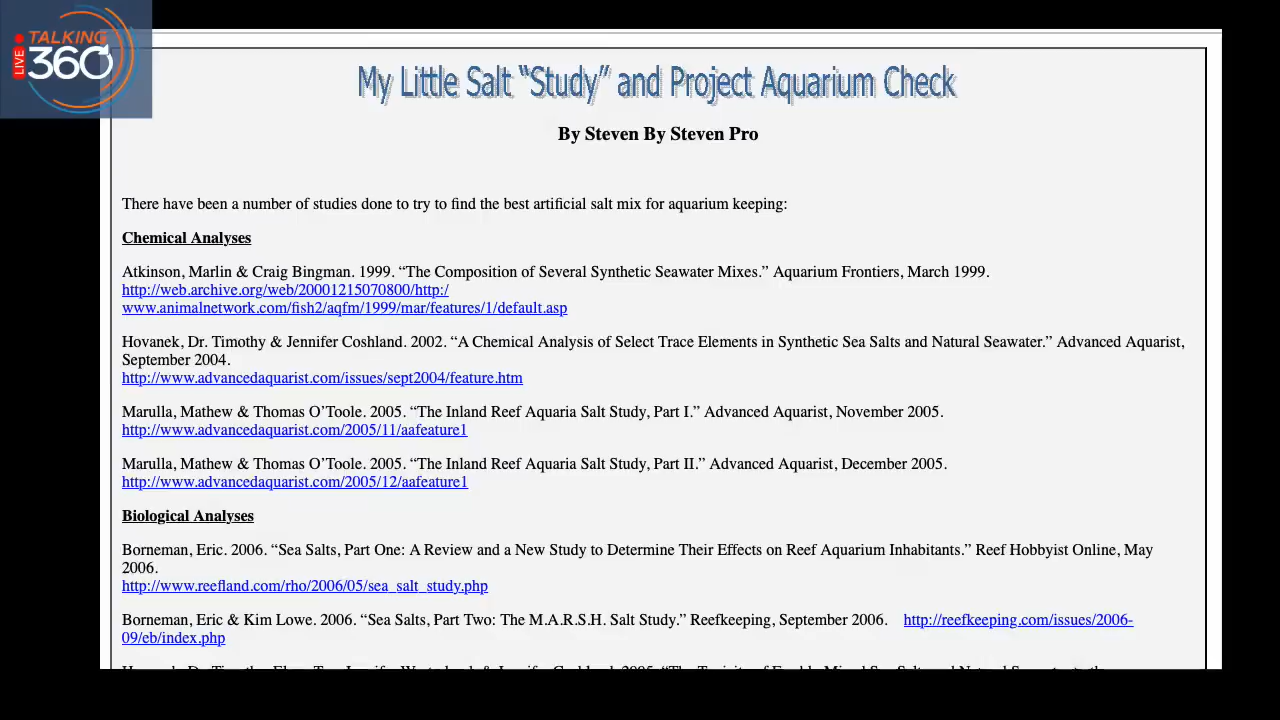 TALKING
LIVE
360
My Little Salt “Study” and Project Aquarium Check
By Steven By Steven Pro
There have been a number of studies done to try to find the best artificial salt mix for aquarium keeping:
Chemical Analyses
Atkinson, Marlin & Craig Bingman. 1999. “The Composition of Several Synthetic Seawater Mixes.” Aquarium Frontiers, March 1999.
http://web.archive.org/web/20001215070800/http:/
www.animalnetwork.com/fish2/aqfm/1999/mar/features/1/default.asp
Hovanek, Dr. Timothy & Jennifer Coshland. 2002. “A Chemical Analysis of Select Trace Elements in Synthetic Sea Salts and Natural Seawater.” Advanced Aquarist,
September 2004.
http://www.advancedaquarist.com/issues/sept2004/feature.htm
Marulla, Mathew & Thomas O’Toole. 2005. “The Inland Reef Aquaria Salt Study, Part I.” Advanced Aquarist, November 2005.
http://www.advancedaquarist.com/2005/11/aafeature1
Marulla, Mathew & Thomas O’Toole. 2005. “The Inland Reef Aquaria Salt Study, Part II.” Advanced Aquarist, December 2005.
http://www.advancedaquarist.com/2005/12/aafeature1
Biological Analyses
Borneman, Eric. 2006. “Sea Salts, Part One: A Review and a New Study to Determine Their Effects on Reef Aquarium Inhabitants.” Reef Hobbyist Online, May
2006.
http://www.reefland.com/rho/2006/05/sea_salt_study.php
Borneman, Eric & Kim Lowe. 2006. “Sea Salts, Part Two: The M.A.R.S.H. Salt Study.” Reefkeeping, September 2006. http://reefkeeping.com/issues/2006-
09/eb/index.php